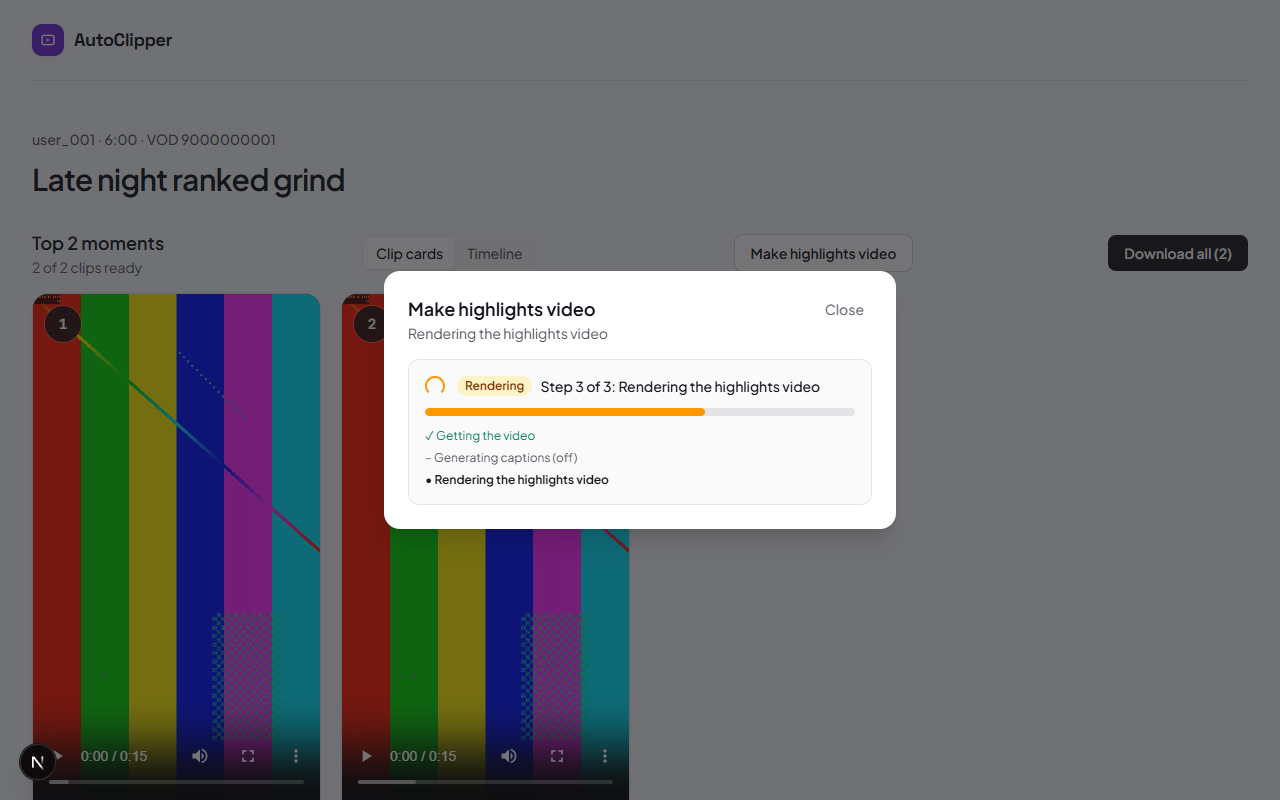 AutoClipper
user_001 · 6:00 · VOD 9000000001
Late night ranked grind
Top 2 moments
2 of 2 clips ready
Clip cards
Timeline
Make highlights video
Download all (2)
1
2
Make highlights video
Close
Rendering the highlights video
Rendering
Step 3 of 3: Rendering the highlights video
✓ Getting the video
– Generating captions (off)
● Rendering the highlights video
N
0:00 / 0:15
0:00 / 0:15